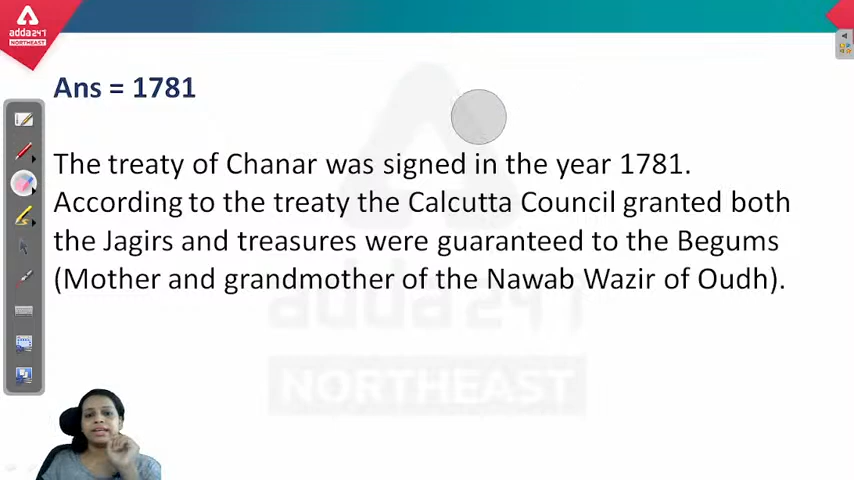 adda247
NORTHEAST
Ans = 1781
The treaty of Chanar was signed in the year 1781.
According to the treaty the Calcutta Council granted both
the Jagirs and treasures were guaranteed to the Begums
(Mother and grandmother of the Nawab Wazir of Oudh).
adda247
NORTHEAST